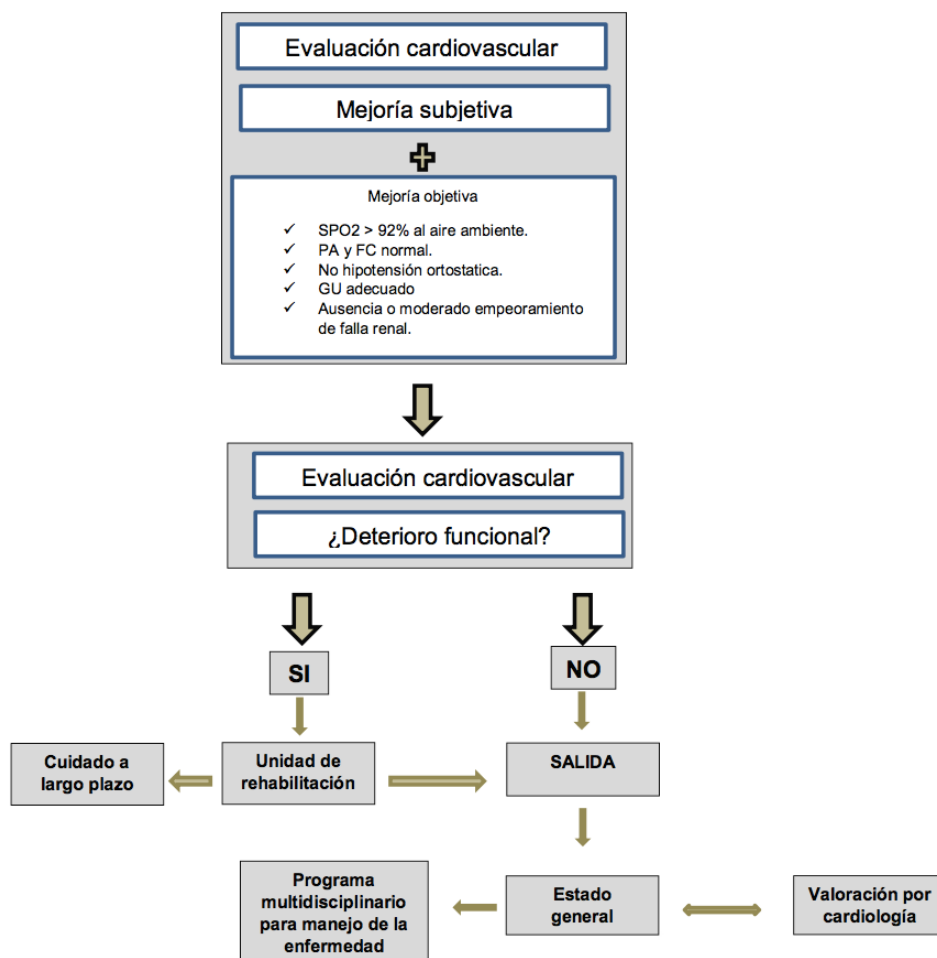 Evaluación cardiovascular
Mejoría subjetiva
Mejoría objetiva
✓ SPO2 > 92% al aire ambiente.
✓ PA y FC normal.
✓ No hipotensión ortostatica.
✓ GU adecuado
✓ Ausencia o moderado empeoramiento
de falla renal.
Evaluación cardiovascular
¿Deterioro funcional?
SI
NO
Cuidado a
largo plazo
Unidad de
rehabilitación
SALIDA
Programa
multidisciplinario
para manejo de la
enfermedad
Estado
general
Valoración por
cardiología